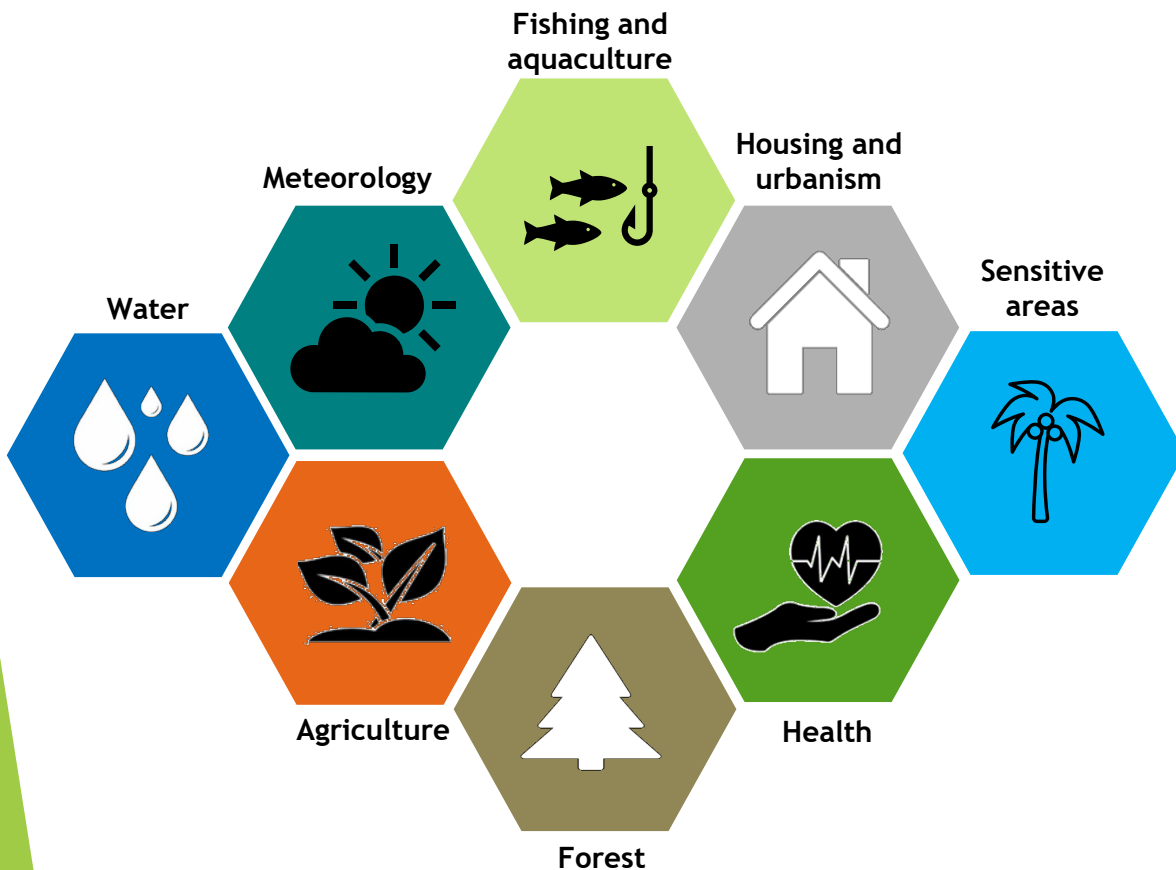 Fishing and
aquaculture
Housing and
urbanism
Meteorology
Sensitive
areas
Water
Agriculture
Health
Forest